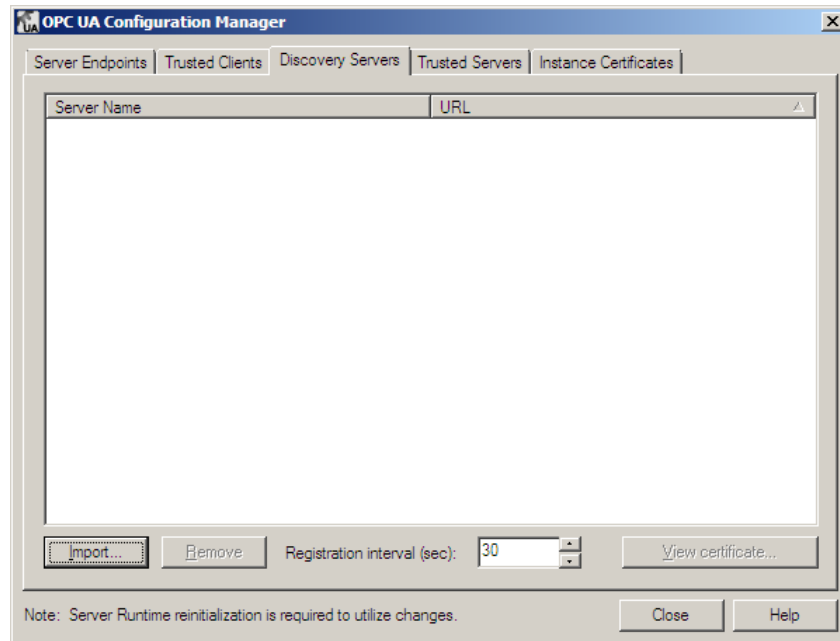 OPC UA Configuration Manager
Server Endpoints Trusted Clients Discovery Servers Trusted Servers Instance Certificates
Server Name URL
Import... Remove Registration interval (sec): 30 View certificate...
Note: Server Runtime reinitialization is required to utilize changes. Close Help